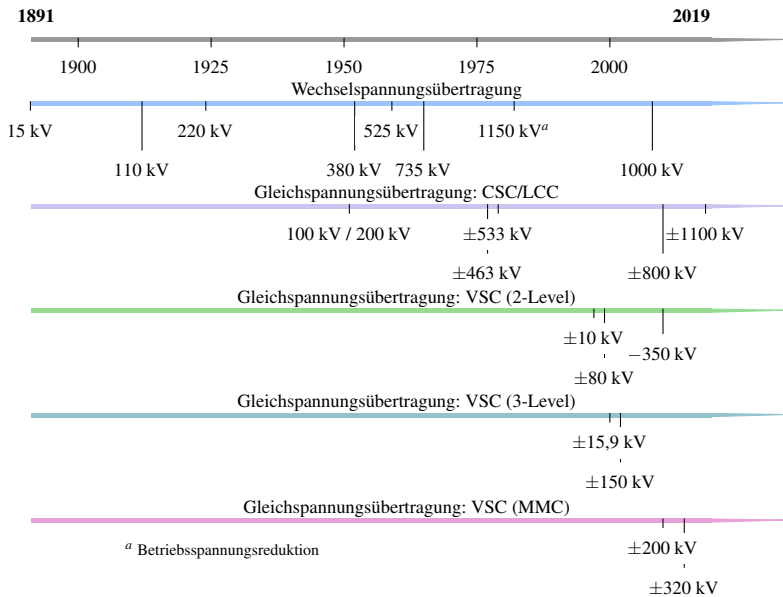 1891 2019
1900 1925 1950 1975 2000
Wechselspannungsübertragung
15 kV 220 kV 525 kV 1150 kVᵃ
110 kV 380 kV 735 kV 1000 kV
Gleichspannungsübertragung: CSC/LCC
100 kV / 200 kV ±533 kV ±1100 kV
±463 kV ±800 kV
Gleichspannungsübertragung: VSC (2-Level)
±10 kV
−350 kV
±80 kV
Gleichspannungsübertragung: VSC (3-Level)
±15,9 kV
±150 kV
Gleichspannungsübertragung: VSC (MMC)
ᵃ Betriebsspannungsreduktion ±200 kV
±320 kV